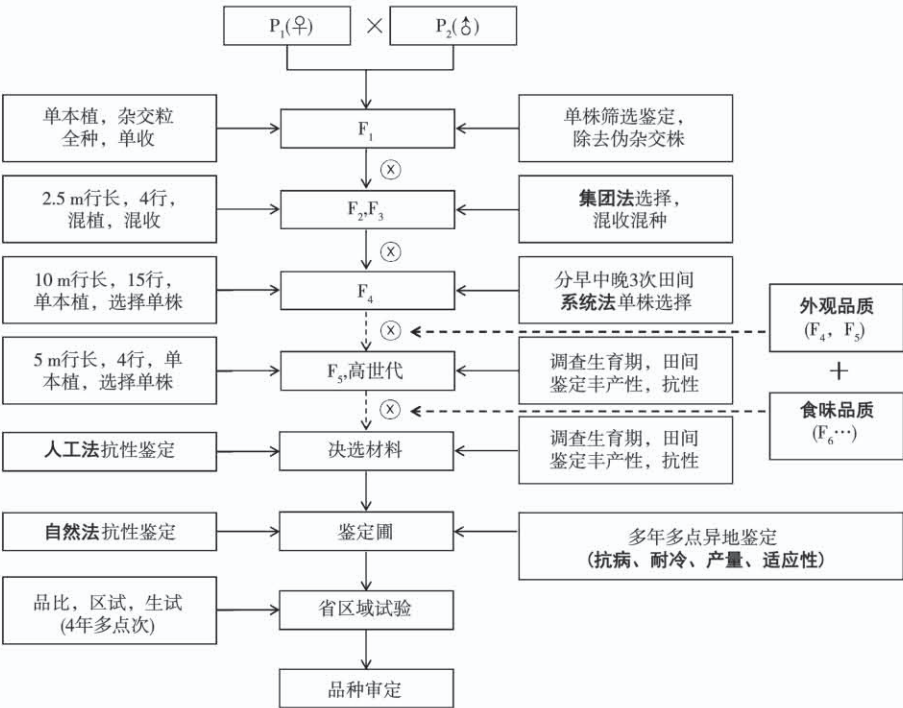 P₁(♀) × P₂(♂)
单本植，杂交粒
全种，单收
F₁
单株筛选鉴定，
除去伪杂交株
ⓧ
2.5 m行长，4行，
混植，混收
F₂,F₃
集团法选择，
混收混种
ⓧ
10 m行长，15行，
单本植，选择单株
F₄
分早中晚3次田间
系统法单株选择
ⓧ
外观品质
(F₄，F₅)
+
5 m行长，4行，单
本植，选择单株
F₅,高世代
调查生育期，田间
鉴定丰产性，抗性
ⓧ
食味品质
(F₆…)
人工法抗性鉴定
决选材料
调查生育期，田间
鉴定丰产性，抗性
自然法抗性鉴定
鉴定圃
多年多点异地鉴定
(抗病、耐冷、产量、适应性)
品比，区试，生试
(4年多点次)
省区域试验
品种审定